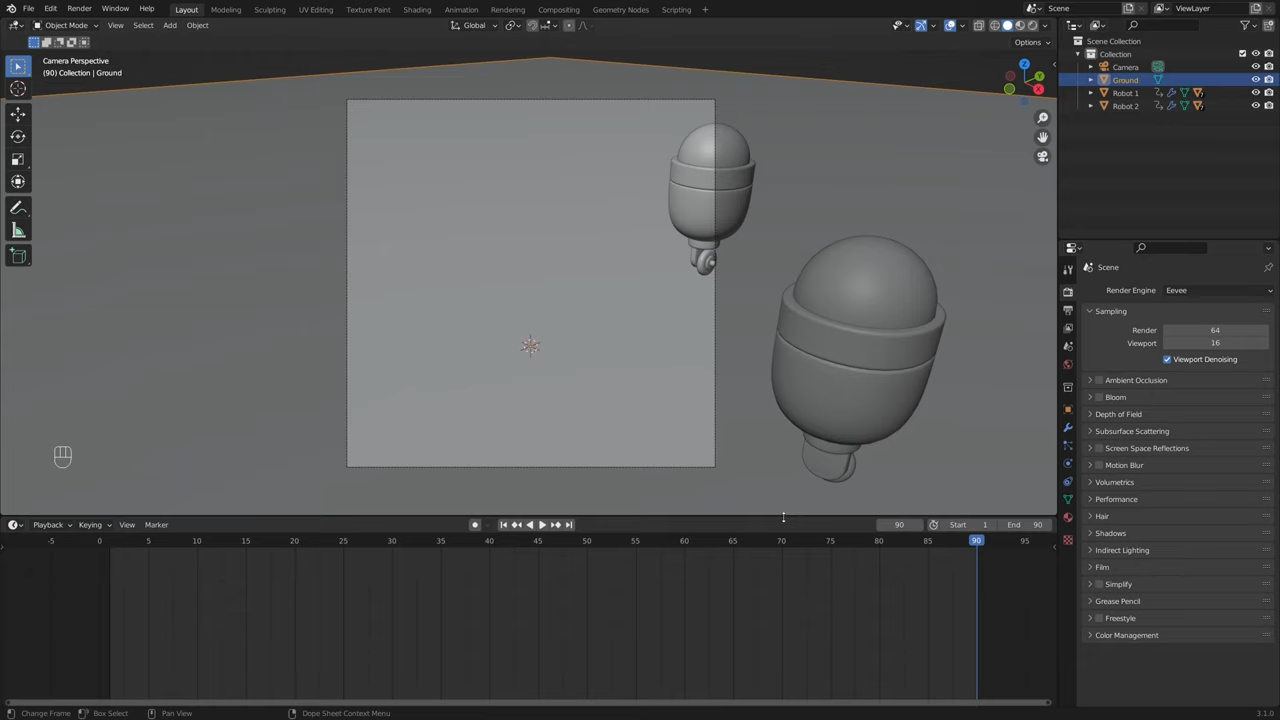 File Edit Render Window Help Layout Modeling Sculpting UV Editing Texture Paint Shading Animation Rendering Compositing Geometry Nodes Scripting + Scene ViewLayer
Object Mode View Select Add Object Global
Options
Camera Perspective
(90) Collection | Ground
Z
Y
X
Scene Collection
Collection
Camera
Ground
Robot 1
Robot 2
Scene
Render Engine Eevee
Sampling
Render 64
Viewport 16
Viewport Denoising
Ambient Occlusion
Bloom
Depth of Field
Subsurface Scattering
Screen Space Reflections
Motion Blur
Volumetrics
Performance
Hair
Shadows
Indirect Lighting
Film
Simplify
Grease Pencil
Freestyle
Color Management
Playback Keying View Marker 90 Start 1 End 90
-5 0 5 10 15 20 25 30 35 40 45 50 55 60 65 70 75 80 85 90 95
Change Frame Box Select Pan View Dope Sheet Context Menu 3.1.0